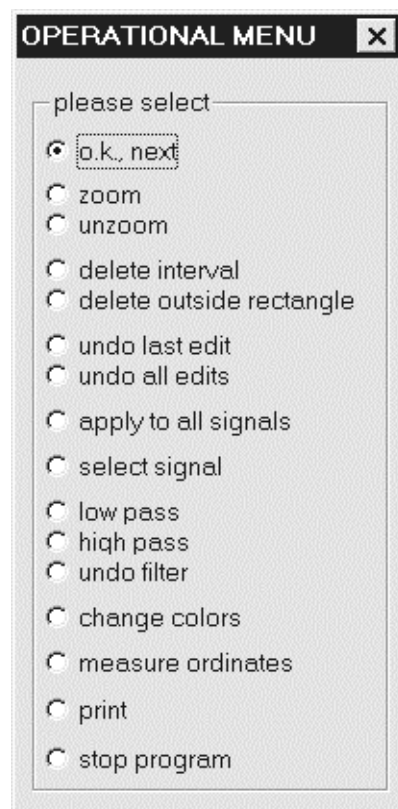 OPERATIONAL MENU
please select
o.k., next
zoom
unzoom
delete interval
delete outside rectangle
undo last edit
undo all edits
apply to all signals
select signal
low pass
high pass
undo filter
change colors
measure ordinates
print
stop program